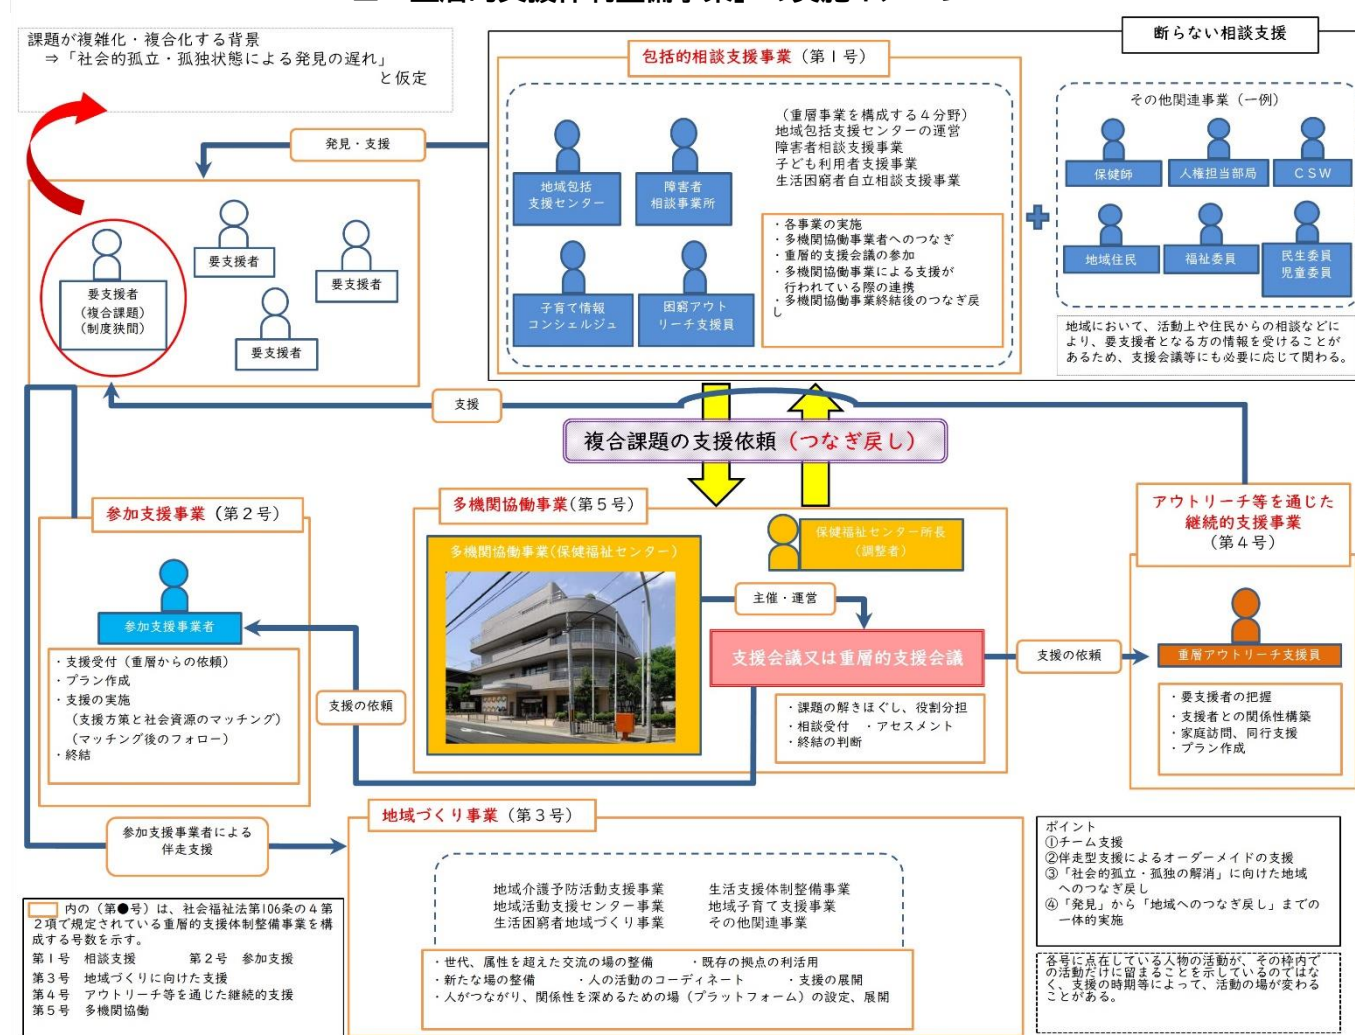 課題が複雑化・複合化する背景
⇒「社会的孤立・孤独状態による発見の遅れ」
と仮定
断らない相談支援
包括的相談支援事業（第１号）
（重層事業を構成する４分野）
地域包括支援センターの運営
障害者相談支援事業
子ども利用者支援事業
生活困窮者自立相談支援事業
地域包括
支援センター
障害者
相談事業所
子育て情報
コンシェルジュ
困窮アウト
リーチ支援員
・各事業の実施
・多機関協働事業者へのつなぎ
・重層的支援会議の参加
・多機関協働事業による支援が
行われている際の連携
・多機関協働事業終結後のつなぎ戻
し
その他関連事業（一例）
保健師
人権担当部局
ＣＳＷ
地域住民
福祉委員
民生委員
児童委員
地域において、活動上や住民からの相談などに
より、要支援者となる方の情報を受けることが
あるため、支援会議等にも必要に応じて関わる。
発見・支援
要支援者
（複合課題）
（制度狭間）
要支援者
要支援者
要支援者
支援
複合課題の支援依頼（つなぎ戻し）
参加支援事業（第２号）
参加支援事業者
・支援受付（重層からの依頼）
・プラン作成
・支援の実施
（支援方策と社会資源のマッチング）
（マッチング後のフォロー）
・終結
支援の依頼
多機関協働事業(第５号)
多機関協働事業(保健福祉センター)
保健福祉センター所長
（調整者）
主催・運営
支援会議又は重層的支援会議
・課題の解きほぐし、役割分担
・相談受付　・アセスメント
・終結の判断
支援の依頼
アウトリーチ等を通じた
継続的支援事業
（第４号）
重層アウトリーチ支援員
・要支援者の把握
・支援者との関係性構築
・家庭訪問、同行支援
・プラン作成
参加支援事業者による
伴走支援
地域づくり事業（第３号）
地域介護予防活動支援事業　生活支援体制整備事業
地域活動支援センター事業　地域子育て支援事業
生活困窮者地域づくり事業　その他関連事業
・世代、属性を超えた交流の場の整備　・既存の拠点の利活用
・新たな場の整備　・人の活動のコーディネート　・支援の展開
・人がつながり、関係性を深めるための場（プラットフォーム）の設定、展開
内の（第●号）は、社会福祉法第106条の４第
２項で規定されている重層的支援体制整備事業を構
成する号数を示す。
第１号　相談支援　第２号　参加支援
第３号　地域づくりに向けた支援
第４号　アウトリーチ等を通じた継続的支援
第５号　多機関協働
ポイント
①チーム支援
②伴走型支援によるオーダーメイドの支援
③「社会的孤立・孤独の解消」に向けた地域
へのつなぎ戻し
④「発見」から「地域へのつなぎ戻し」までの
一体的実施
各号に点在している人物の活動が、その枠内で
の活動だけに留まることを示しているのではな
く、支援の時期等によって、活動の場が変わる
ことがある。